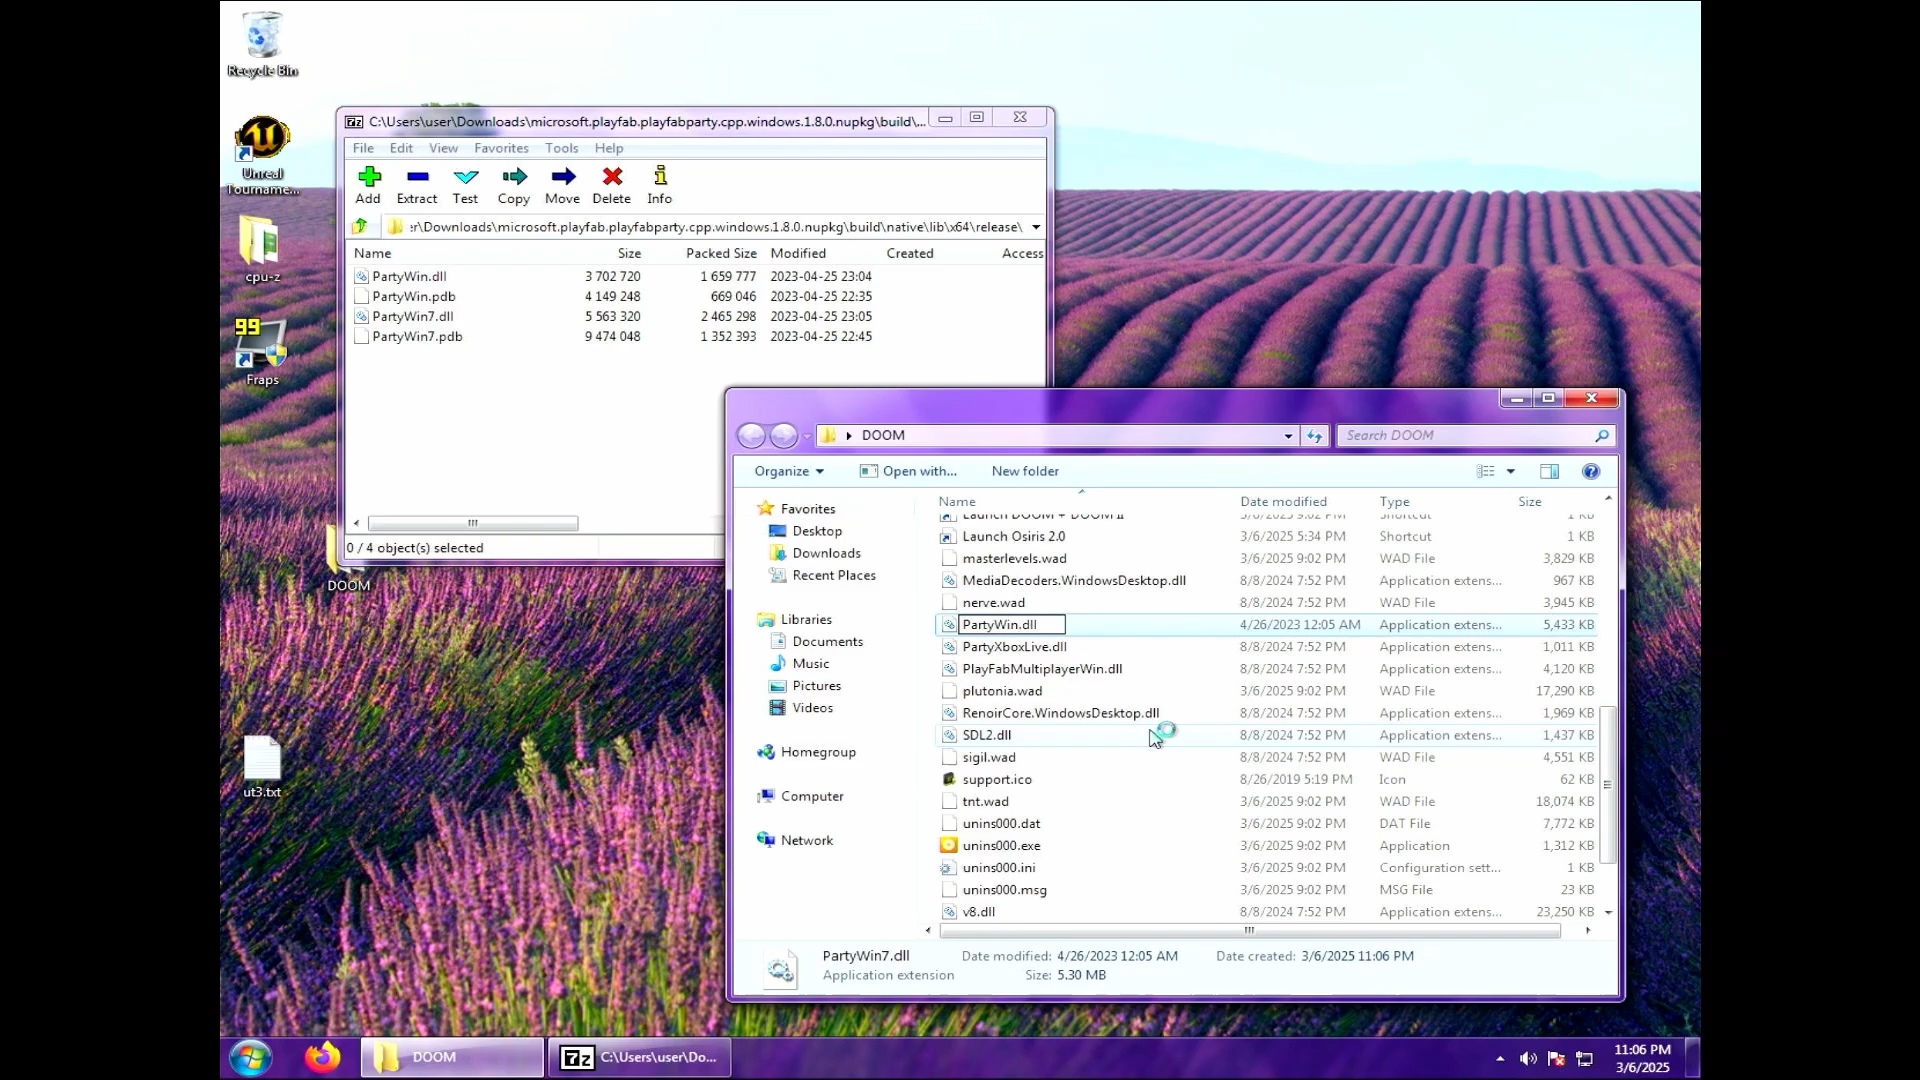 Recycle Bin
Unreal
Tourname...
cpu-z
99
Fraps
DOOM
ut3.txt
7z C:\Users\user\Downloads\microsoft.playfab.playfabparty.cpp.windows.1.8.0.nupkg\build\...
File Edit View Favorites Tools Help
Add Extract Test Copy Move Delete Info
er\Downloads\microsoft.playfab.playfabparty.cpp.windows.1.8.0.nupkg\build\native\lib\x64\release\
Name Size Packed Size Modified Created Access
PartyWin.dll 3 702 720 1 659 777 2023-04-25 23:04
PartyWin.pdb 4 149 248 669 046 2023-04-25 22:35
PartyWin7.dll 5 563 320 2 465 298 2023-04-25 23:05
PartyWin7.pdb 9 474 048 1 352 393 2023-04-25 22:45
0 / 4 object(s) selected
DOOM
Search DOOM
Organize Open with... New folder
Favorites
Desktop
Downloads
Recent Places
Libraries
Documents
Music
Pictures
Videos
Homegroup
Computer
Network
Name Date modified Type Size
Launch DOOM + DOOM II 3/6/2025 9:02 PM Shortcut 1 KB
Launch Osiris 2.0 3/6/2025 5:34 PM Shortcut 1 KB
masterlevels.wad 3/6/2025 9:02 PM WAD File 3,829 KB
MediaDecoders.WindowsDesktop.dll 8/8/2024 7:52 PM Application extens... 967 KB
nerve.wad 8/8/2024 7:52 PM WAD File 3,945 KB
PartyWin.dll 4/26/2023 12:05 AM Application extens... 5,433 KB
PartyXboxLive.dll 8/8/2024 7:52 PM Application extens... 1,011 KB
PlayFabMultiplayerWin.dll 8/8/2024 7:52 PM Application extens... 4,120 KB
plutonia.wad 3/6/2025 9:02 PM WAD File 17,290 KB
RenoirCore.WindowsDesktop.dll 8/8/2024 7:52 PM Application extens... 1,969 KB
SDL2.dll 8/8/2024 7:52 PM Application extens... 1,437 KB
sigil.wad 8/8/2024 7:52 PM WAD File 4,551 KB
support.ico 8/26/2019 5:19 PM Icon 62 KB
tnt.wad 3/6/2025 9:02 PM WAD File 18,074 KB
unins000.dat 3/6/2025 9:02 PM DAT File 7,772 KB
unins000.exe 3/6/2025 9:02 PM Application 1,312 KB
unins000.ini 3/6/2025 9:02 PM Configuration sett... 1 KB
unins000.msg 3/6/2025 9:02 PM MSG File 23 KB
v8.dll 8/8/2024 7:52 PM Application extens... 23,250 KB
PartyWin7.dll Date modified: 4/26/2023 12:05 AM Date created: 3/6/2025 11:06 PM
Application extension Size: 5.30 MB
DOOM
7z C:\Users\user\Do...
11:06 PM
3/6/2025